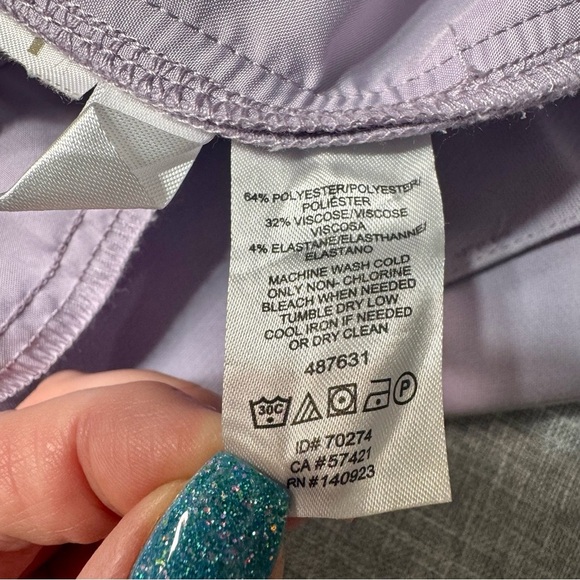 64% POLYESTER/POLYESTER/
POLIÉSTER
32% VISCOSE/VISCOSE
VISCOSA
4% ELASTANE/ELASTHANNE/
ELASTANO
MACHINE WASH COLD
ONLY NON- CHLORINE
BLEACH WHEN NEEDED
TUMBLE DRY LOW
COOL IRON IF NEEDED
OR DRY CLEAN
487631
30C P
ID# 70274
CA #57421
RN #140923